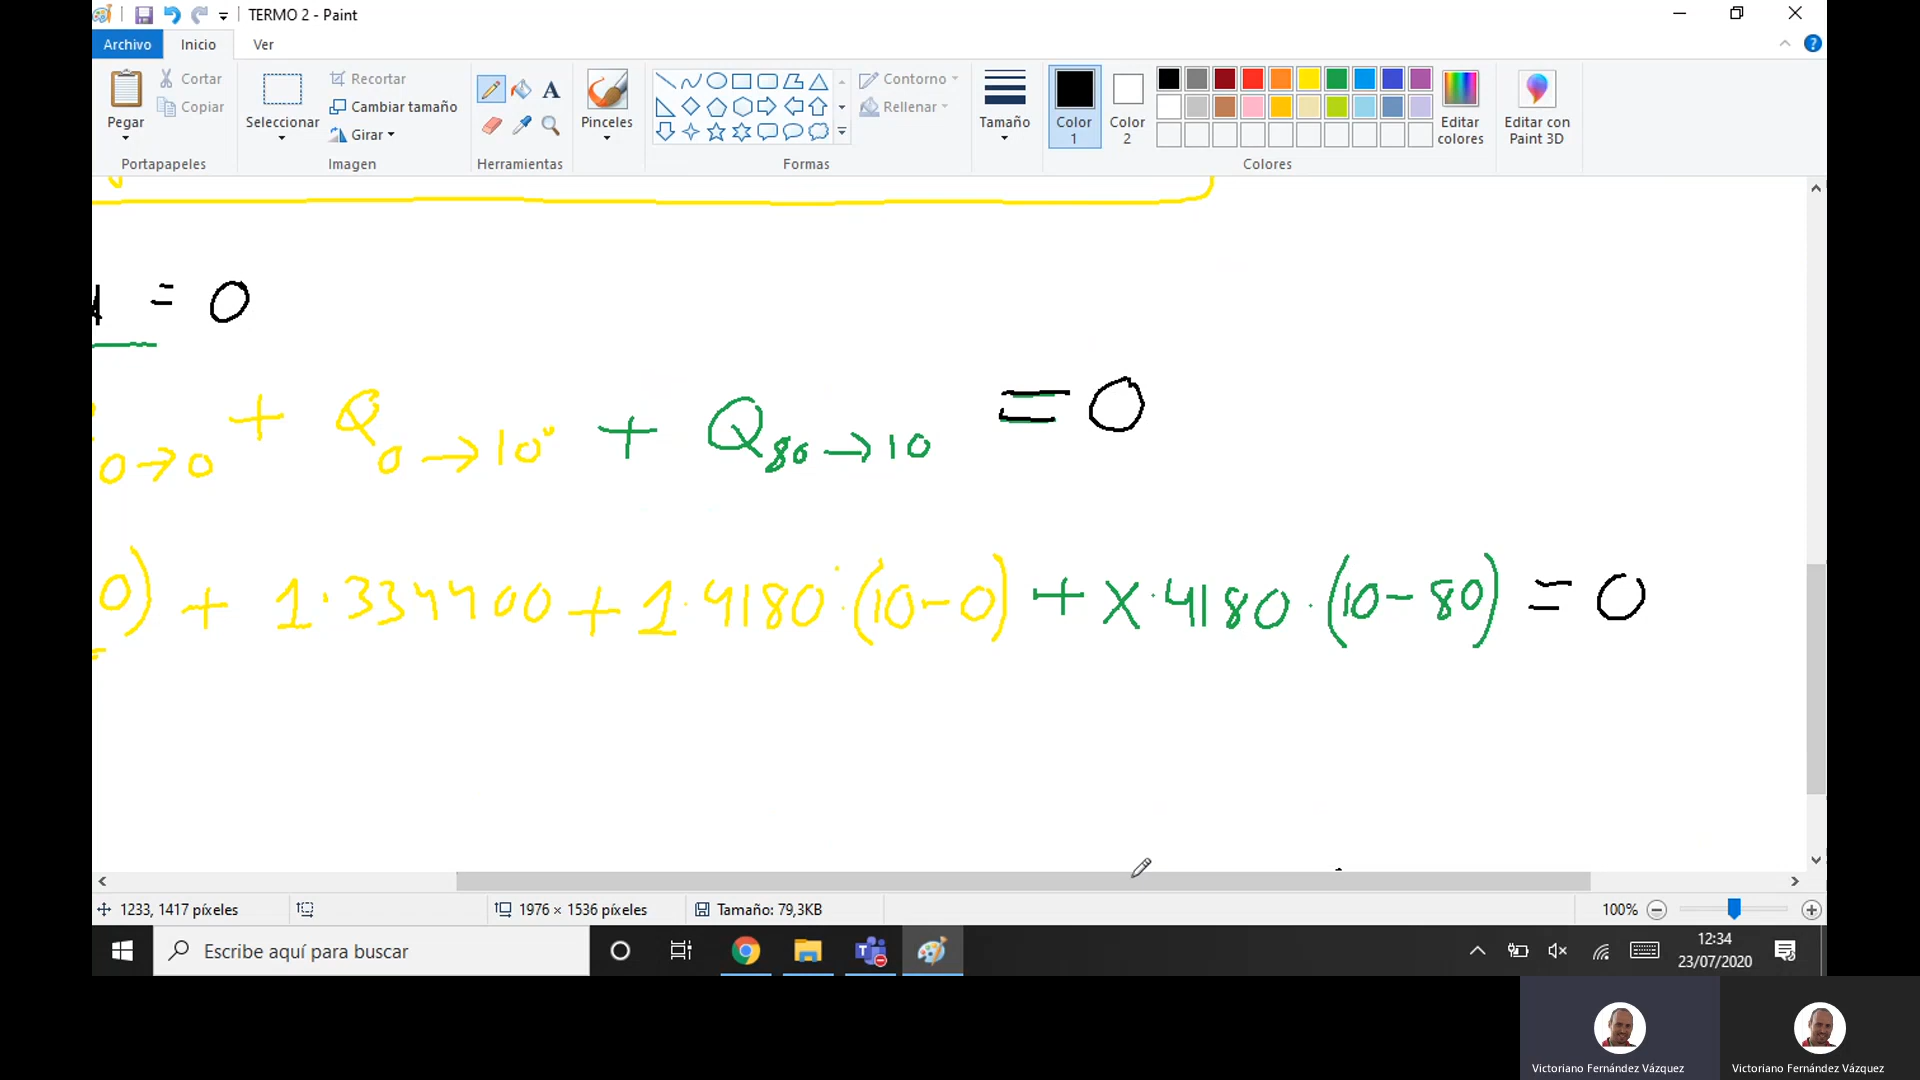 TERMO 2 - Paint
Archivo Inicio Ver
Pegar
Cortar
Copiar
Portapapeles
Seleccionar
Recortar
Cambiar tamaño
Girar
Imagen
A
Herramientas
Pinceles
Formas
Contorno
Rellenar
Tamaño
Color 1
Color 2
Colores
Editar colores
Editar con Paint 3D
= 0
0→0 + Q 0→10° + Q 80→10 = 0
0) + 1·334400 + 1·4180·(10-0) + X·4180·(10-80) = 0
1233, 1417 píxeles
1976 × 1536 píxeles
Tamaño: 79,3KB
100%
Escribe aquí para buscar
12:34
23/07/2020
Victoriano Fernández Vázquez
Victoriano Fernández Vázquez